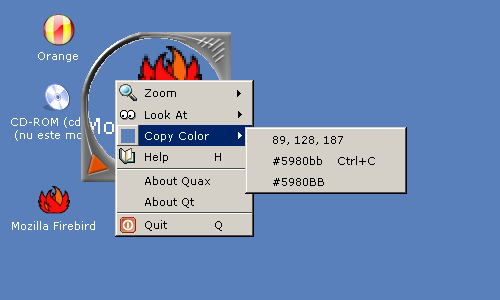 Orange
CD-ROM (cd
(nu este mo
Mozilla Firebird
Mo
Zoom
Look At
Copy Color
Help H
About Quax
About Qt
Quit Q
89, 128, 187
#5980bb Ctrl+C
#5980BB